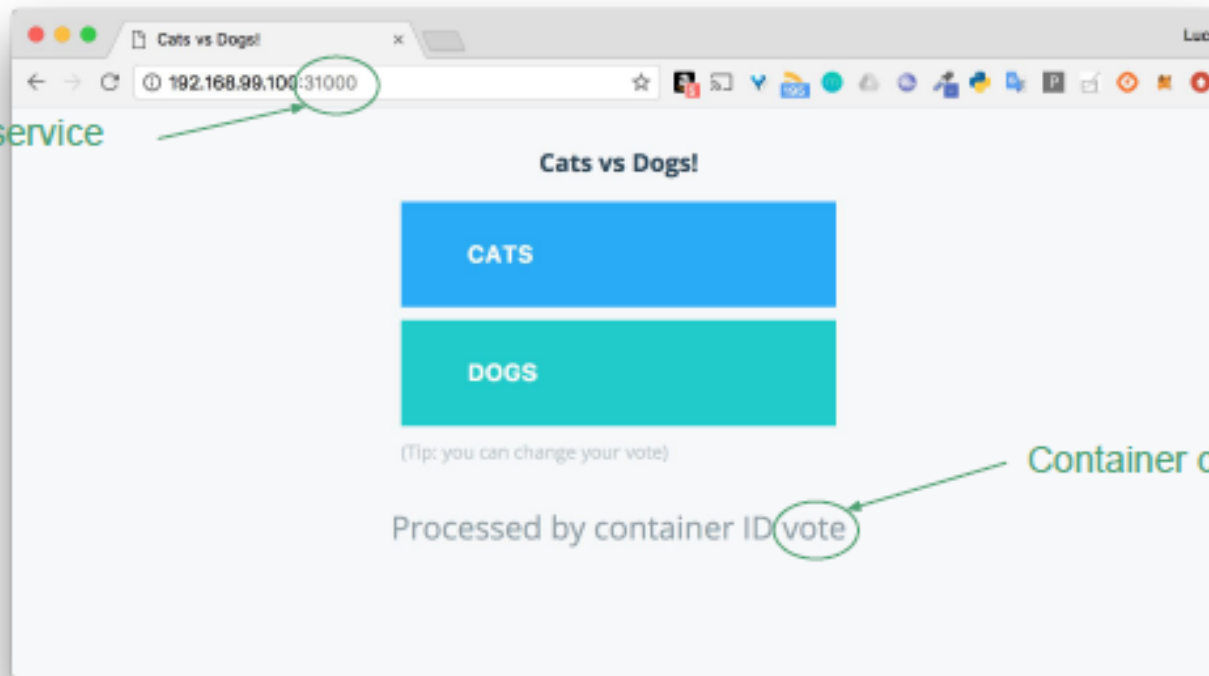 Cats vs Dogs!
Luc
192.168.99.100:31000
service
Cats vs Dogs!
CATS
DOGS
(Tip: you can change your vote)
Container
Processed by container ID vote